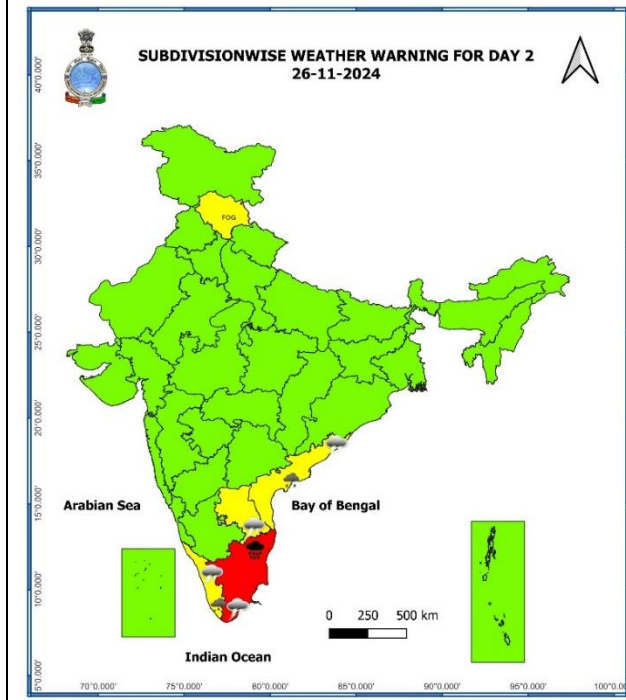 SUBDIVISIONWISE WEATHER WARNING FOR DAY 2
26-11-2024
40°0.000'
35°0.000'
30°0.000'
25°0.000'
20°0.000'
15°0.000'
10°0.000'
5°0.000'
FOG
Arabian Sea
Bay of Bengal
0 250 500 km
Indian Ocean
70°0.000' 75°0.000' 80°0.000' 85°0.000' 90°0.000' 95°0.000' 100°0.000'